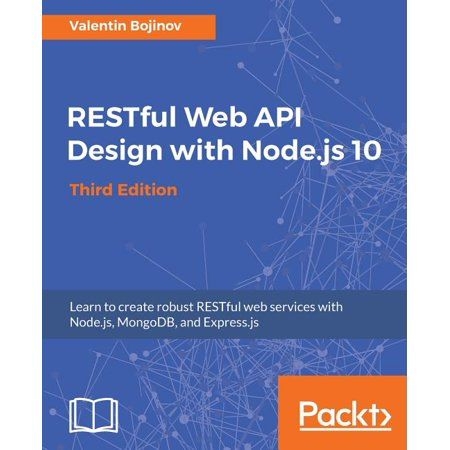 Valentin Bojinov
RESTful Web API
Design with Node.js 10
Third Edition
Learn to create robust RESTful web services with
Node.js, MongoDB, and Express.js
Packt>